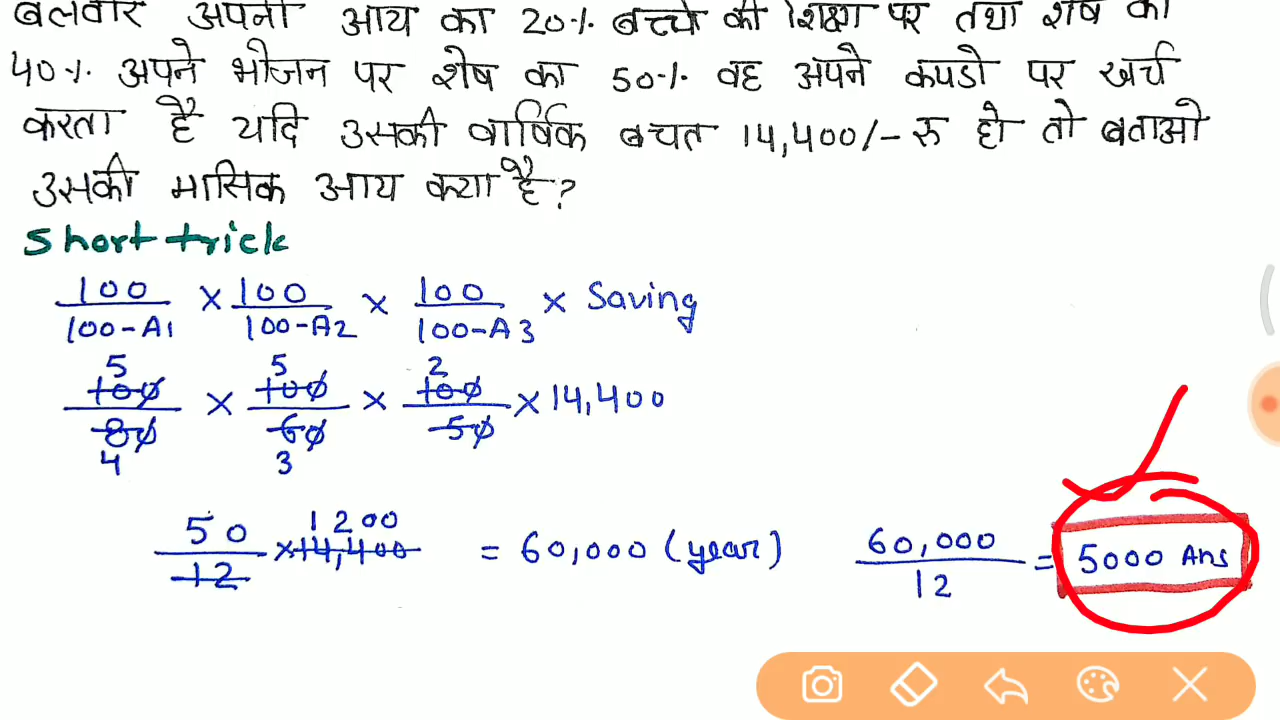 बलवीर अपनी आय का 20% बच्चे की शिक्षा पर तथा शेष का
40% अपने भोजन पर शेष का 50% वह अपने कपडो पर खर्च
करता है यदि उसकी वार्षिक बचत 14,400/- रु हो तो बताओ
उसकी मासिक आय क्या है?
Short trick
100/100-A1 × 100/100-A2 × 100/100-A3 × Saving
5 5 2
100/80 × 100/60 × 100/50 × 14,400
4 3
1200
50/12 × 14,400 = 60,000 (year) 60,000/12 = 5000 Ans